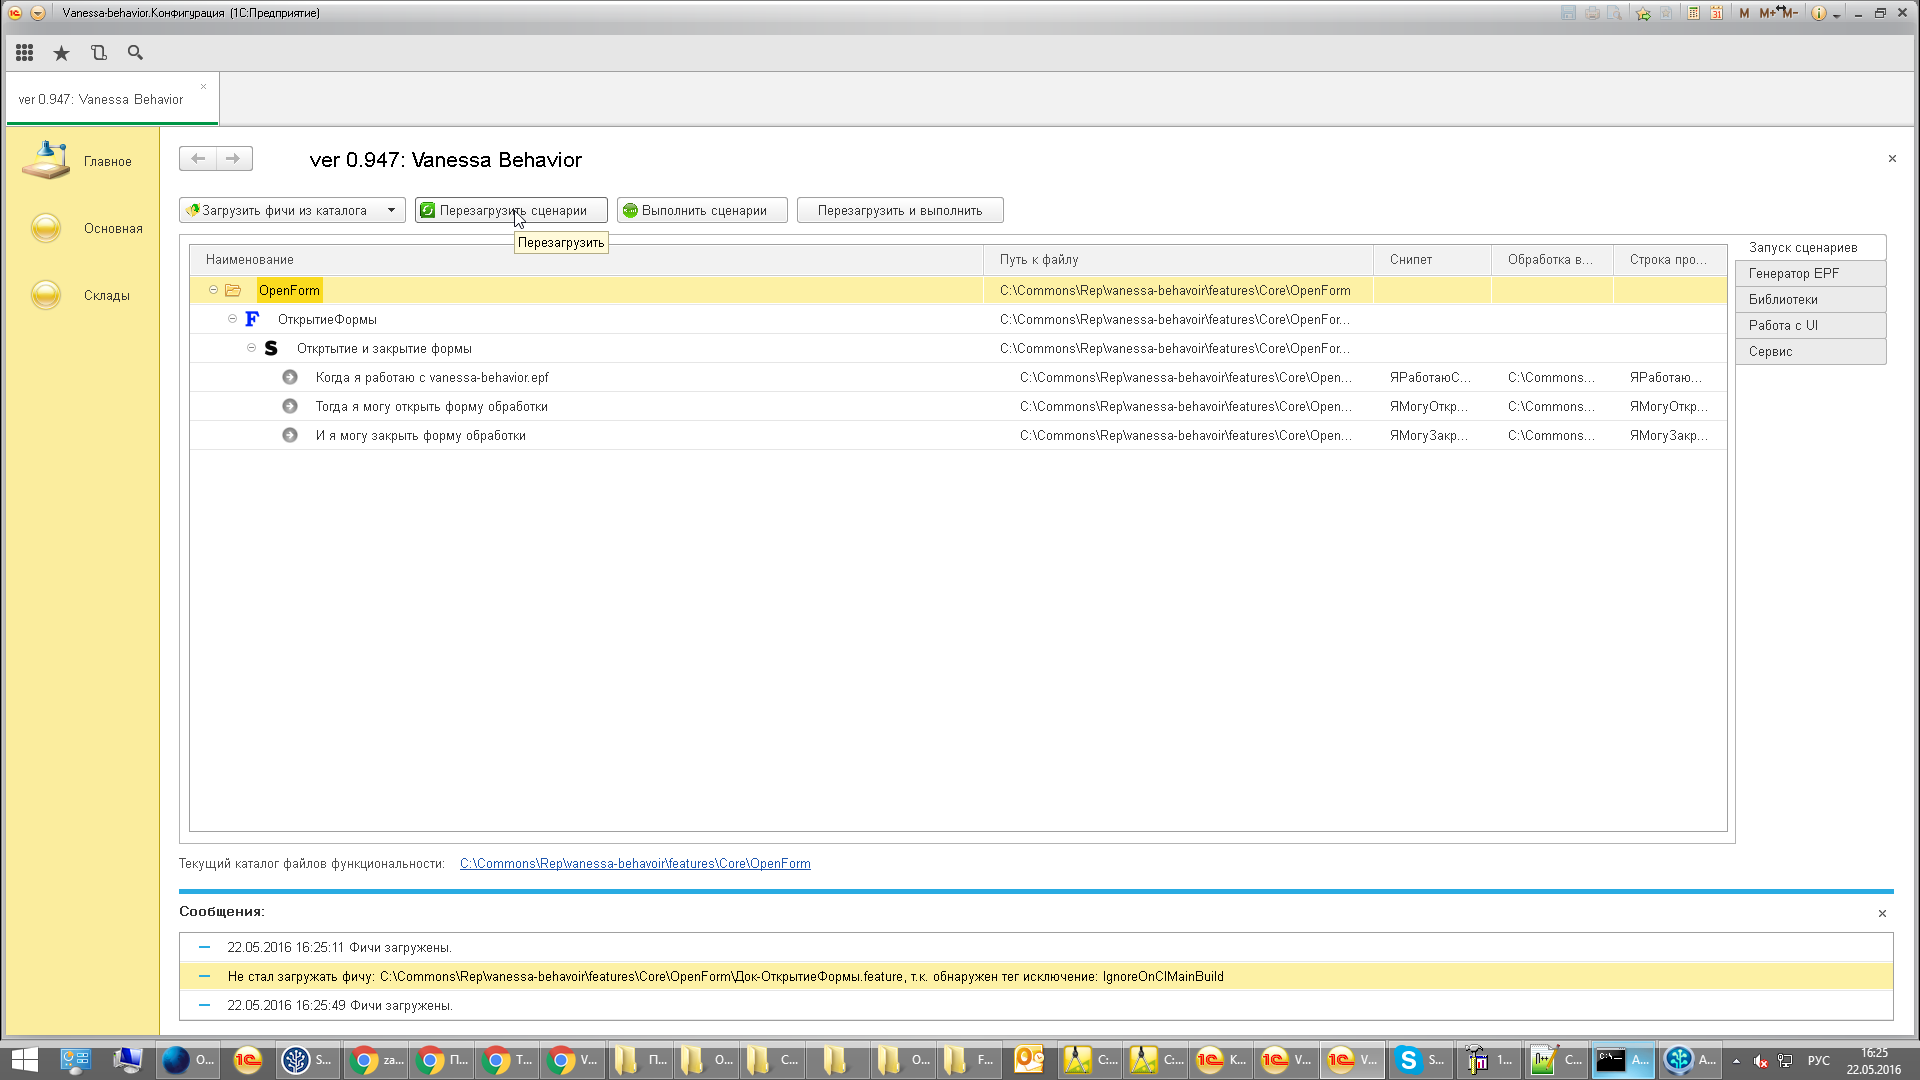 Vanessa-behavior.Конфигурация (1С:Предприятие)
M M+ M-
ver 0.947: Vanessa Behavior
Главное
Основная
Склады
ver 0.947: Vanessa Behavior
Загрузить фичи из каталога
Перезагрузить сценарии
Выполнить сценарии
Перезагрузить и выполнить
Перезагрузить
Наименование Путь к файлу Снипет Обработка в... Строка про...
OpenForm C:\Commons\Rep\vanessa-behavoir\features\Core\OpenForm
ОткрытиеФормы C:\Commons\Rep\vanessa-behavoir\features\Core\OpenFor...
Откртытие и закрытие формы C:\Commons\Rep\vanessa-behavoir\features\Core\OpenFor...
Когда я работаю с vanessa-behavior.epf C:\Commons\Rep\vanessa-behavoir\features\Core\Open... ЯРаботаюС... C:\Commons... ЯРаботаю...
Тогда я могу открыть форму обработки C:\Commons\Rep\vanessa-behavoir\features\Core\Open... ЯМогуОткр... C:\Commons... ЯМогуОткр...
И я могу закрыть форму обработки C:\Commons\Rep\vanessa-behavoir\features\Core\Open... ЯМогуЗакр... C:\Commons... ЯМогуЗакр...
Запуск сценариев
Генератор EPF
Библиотеки
Работа с UI
Сервис
Текущий каталог файлов функциональности: C:\Commons\Rep\vanessa-behavoir\features\Core\OpenForm
Сообщения:
22.05.2016 16:25:11 Фичи загружены.
Не стал загружать фичу: C:\Commons\Rep\vanessa-behavoir\features\Core\OpenForm\Док-ОткрытиеФормы.feature, т.к. обнаружен тег исключение: IgnoreOnCIMainBuild
22.05.2016 16:25:49 Фичи загружены.
O... S... za... П... T... V... П... O... C... O... F... C:... C:... K... V... V... S... 1... C... A... A... РУС
16:25
22.05.2016